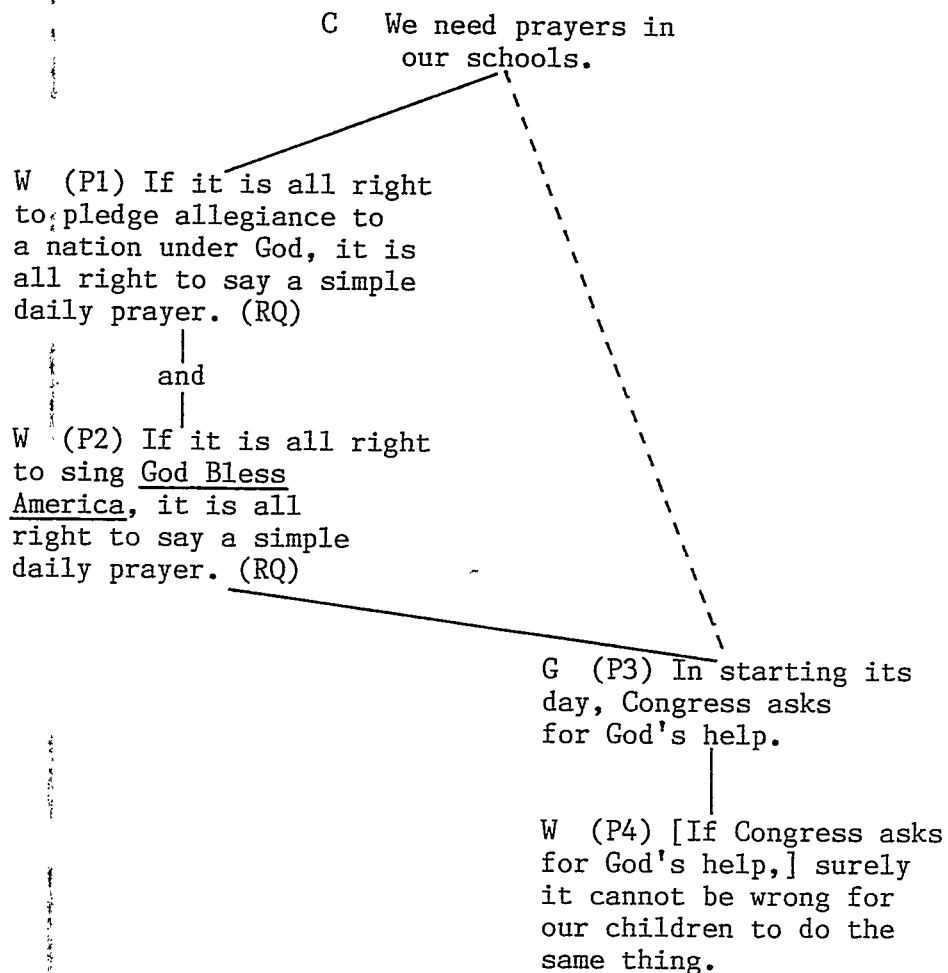 C We need prayers in
our schools.
W (P1) If it is all right
to pledge allegiance to
a nation under God, it is
all right to say a simple
daily prayer. (RQ)
and
W (P2) If it is all right
to sing God Bless
America, it is all
right to say a simple
daily prayer. (RQ)
G (P3) In starting its
day, Congress asks
for God's help.
W (P4) [If Congress asks
for God's help,] surely
it cannot be wrong for
our children to do the
same thing.